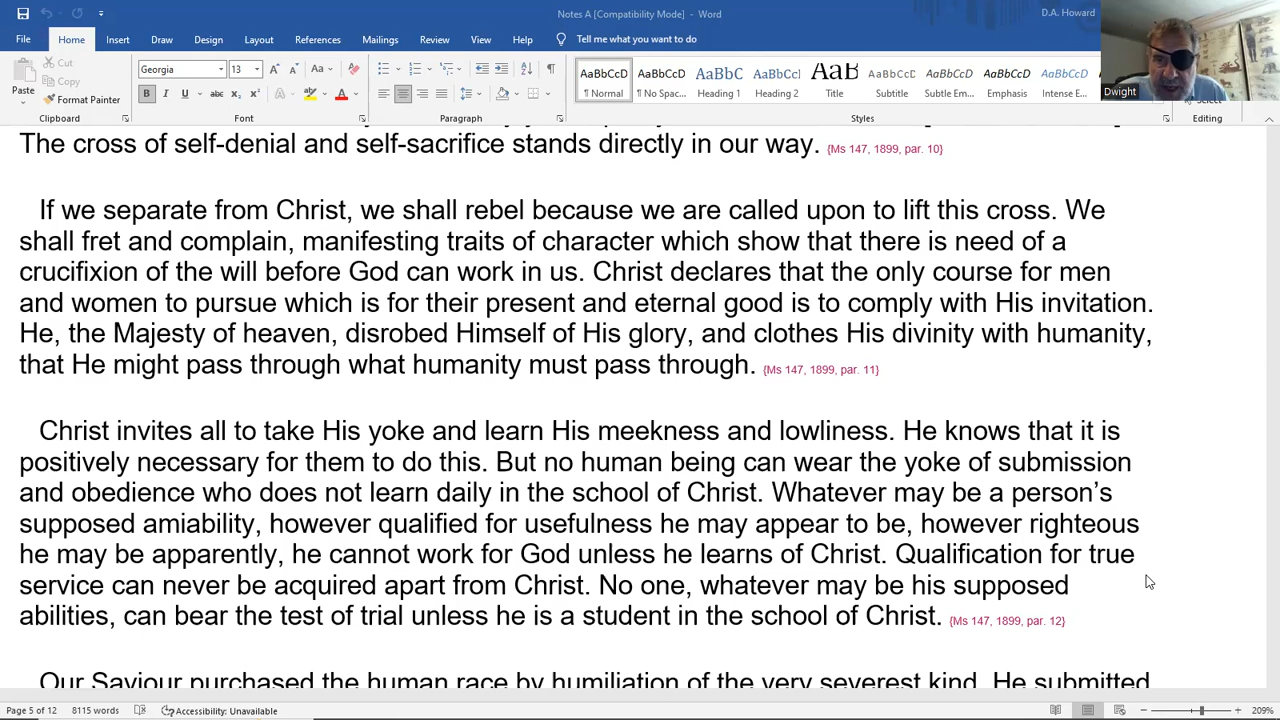 Notes A [Compatibility Mode] - Word
D.A. Howard
File Home Insert Draw Design Layout References Mailings Review View Help Tell me what you want to do
Paste
Cut
Copy
Format Painter
Georgia 13
AaBbCcD AaBbCcD AaBbC AaBbCcl AaB AaBbCcD AaBbCcD AaBbCcD AaBbCcD
¶ Normal ¶ No Spac... Heading 1 Heading 2 Title Subtitle Subtle Em... Emphasis Intense E...
Dwight
Clipboard Font Paragraph Styles Editing
The cross of self-denial and self-sacrifice stands directly in our way. {Ms 147, 1899, par. 10}
If we separate from Christ, we shall rebel because we are called upon to lift this cross. We
shall fret and complain, manifesting traits of character which show that there is need of a
crucifixion of the will before God can work in us. Christ declares that the only course for men
and women to pursue which is for their present and eternal good is to comply with His invitation.
He, the Majesty of heaven, disrobed Himself of His glory, and clothes His divinity with humanity,
that He might pass through what humanity must pass through. {Ms 147, 1899, par. 11}
Christ invites all to take His yoke and learn His meekness and lowliness. He knows that it is
positively necessary for them to do this. But no human being can wear the yoke of submission
and obedience who does not learn daily in the school of Christ. Whatever may be a person’s
supposed amiability, however qualified for usefulness he may appear to be, however righteous
he may be apparently, he cannot work for God unless he learns of Christ. Qualification for true
service can never be acquired apart from Christ. No one, whatever may be his supposed
abilities, can bear the test of trial unless he is a student in the school of Christ. {Ms 147, 1899, par. 12}
Our Saviour purchased the human race by humiliation of the very severest kind. He submitted
Page 5 of 12 8115 words Accessibility: Unavailable 209%